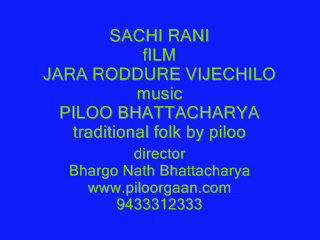 SACHI RANI
fILM
JARA RODDURE VIJECHILO
music
PILOO BHATTACHARYA
traditional folk by piloo
director
Bhargo Nath Bhattacharya
www.piloorgaan.com
9433312333